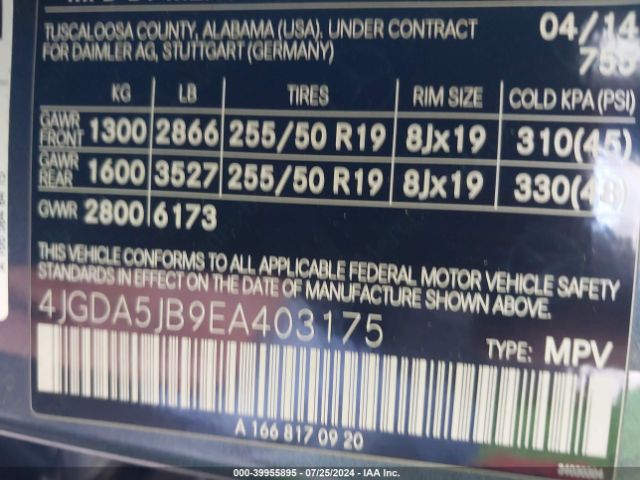 TUSCALOOSA COUNTY, ALABAMA (USA), UNDER CONTRACT
FOR DAIMLER AG, STUTTGART (GERMANY)
04/14
KG LB TIRES RIM SIZE COLD KPA (PSI)
GAWR FRONT 1300 2866 255/50 R19 8Jx19 310(45)
GAWR REAR 1600 3527 255/50 R19 8Jx19 330(48)
GVWR 2800 6173
THIS VEHICLE CONFORMS TO ALL APPLICABLE FEDERAL MOTOR VEHICLE SAFETY
STANDARDS IN EFFECT ON THE DATE OF MANUFACTURE SHOWN ABOVE.
4JGDA5JB9EA403175
TYPE: MPV
A 166 817 09 20
000-39955895 - 07/25/2024 - IAA Inc.